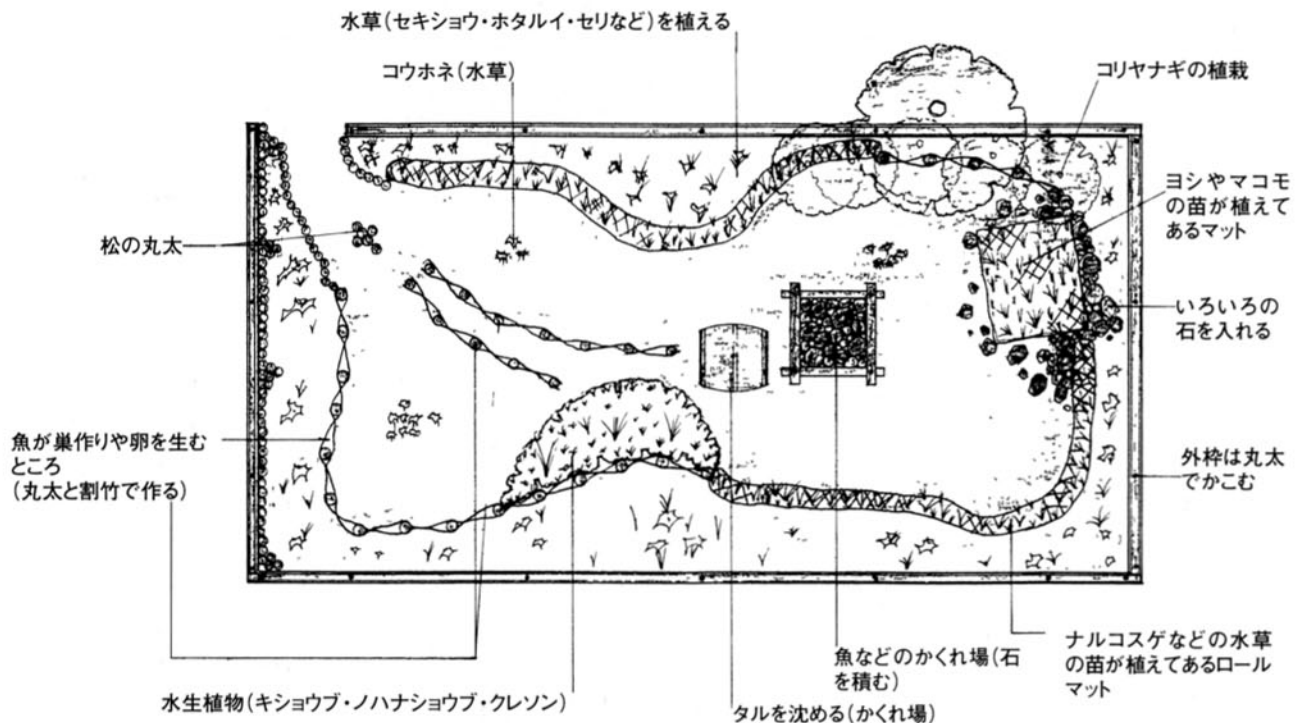 水草(セキショウ・ホタルイ・セリなど)を植える
コウホネ(水草)
コリヤナギの植栽
ヨシやマコモ
の苗が植えて
あるマット
松の丸太
いろいろの
石を入れる
魚が巣作りや卵を生む
ところ
(丸太と割竹で作る)
外枠は丸太
でかこむ
ナルコスゲなどの水草
の苗が植えてあるロール
マット
魚などのかくれ場(石
を積む)
水生植物(キショウブ・ノハナショウブ・クレソン)
タルを沈める(かくれ場)